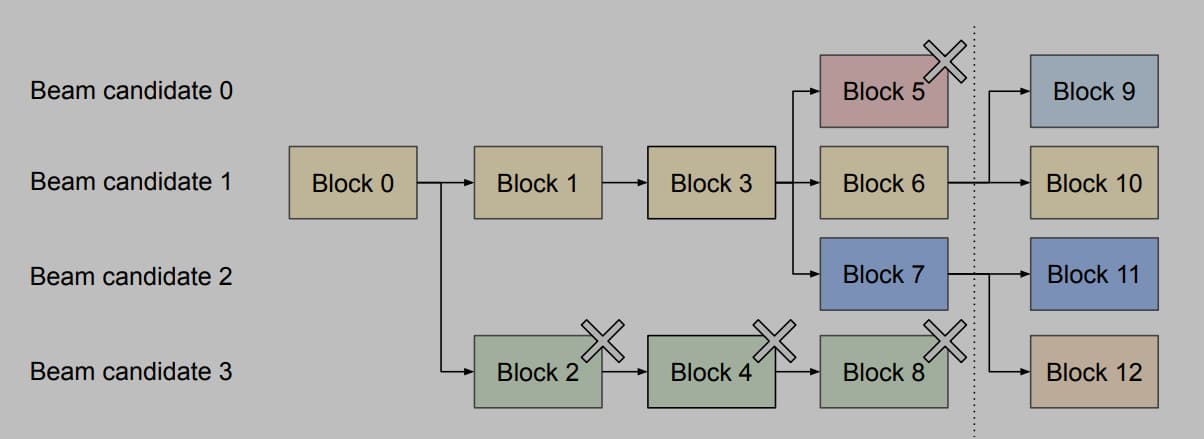 Beam candidate 0
Block 5
Block 9
Beam candidate 1
Block 0
Block 1
Block 3
Block 6
Block 10
Beam candidate 2
Block 7
Block 11
Beam candidate 3
Block 2
Block 4
Block 8
Block 12